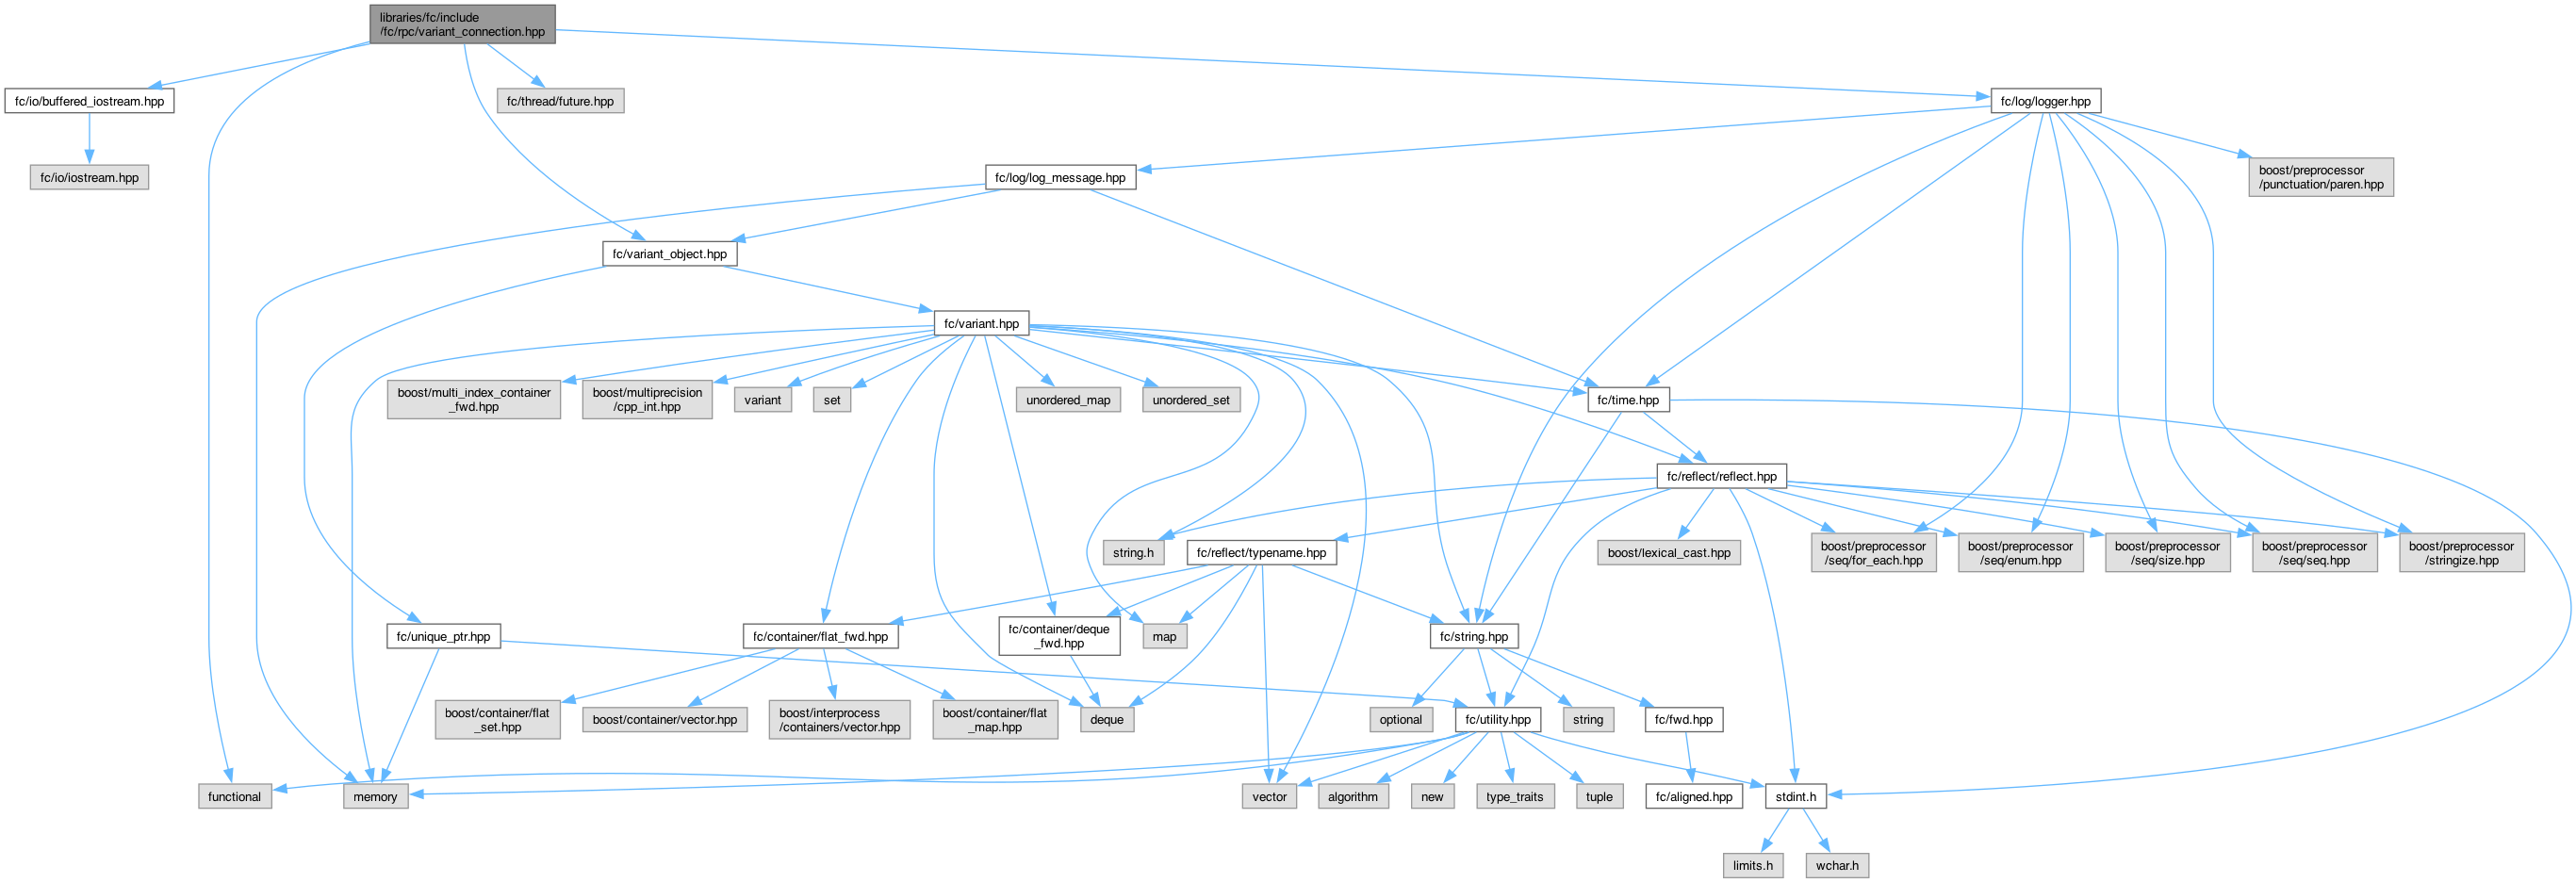 libraries/fc/include
/fc/rpc/variant_connection.hpp
fc/io/buffered_iostream.hpp
fc/thread/future.hpp
fc/log/logger.hpp
fc/io/iostream.hpp
fc/log/log_message.hpp
boost/preprocessor
/punctuation/paren.hpp
fc/variant_object.hpp
fc/variant.hpp
boost/multi_index_container
_fwd.hpp
boost/multiprecision
/cpp_int.hpp
variant
set
unordered_map
unordered_set
fc/time.hpp
fc/reflect/reflect.hpp
string.h
fc/reflect/typename.hpp
boost/lexical_cast.hpp
boost/preprocessor
/seq/for_each.hpp
boost/preprocessor
/seq/enum.hpp
boost/preprocessor
/seq/size.hpp
boost/preprocessor
/seq/seq.hpp
boost/preprocessor
/stringize.hpp
fc/unique_ptr.hpp
fc/container/flat_fwd.hpp
fc/container/deque
_fwd.hpp
map
fc/string.hpp
boost/container/flat
_set.hpp
boost/container/vector.hpp
boost/interprocess
/containers/vector.hpp
boost/container/flat
_map.hpp
deque
optional
fc/utility.hpp
string
fc/fwd.hpp
functional
memory
vector
algorithm
new
type_traits
tuple
fc/aligned.hpp
stdint.h
limits.h
wchar.h